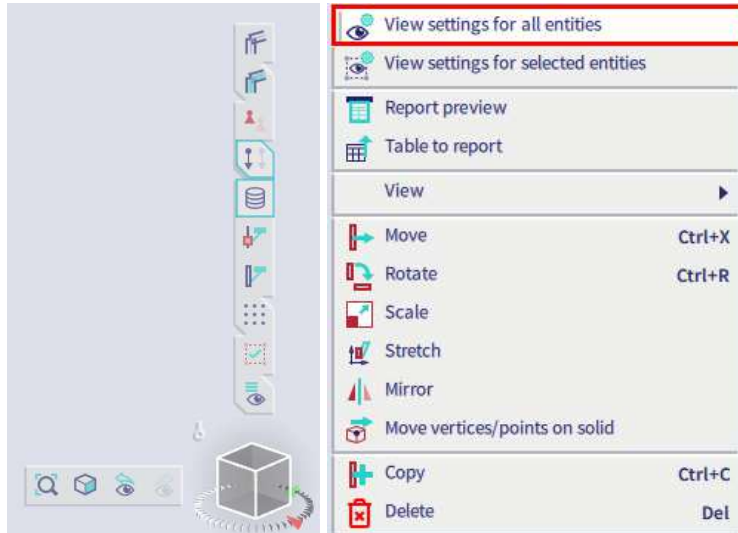 View settings for all entities
View settings for selected entities
Report preview
Table to report
View
Move Ctrl+X
Rotate Ctrl+R
Scale
Stretch
Mirror
Move vertices/points on solid
Copy Ctrl+C
Delete Del